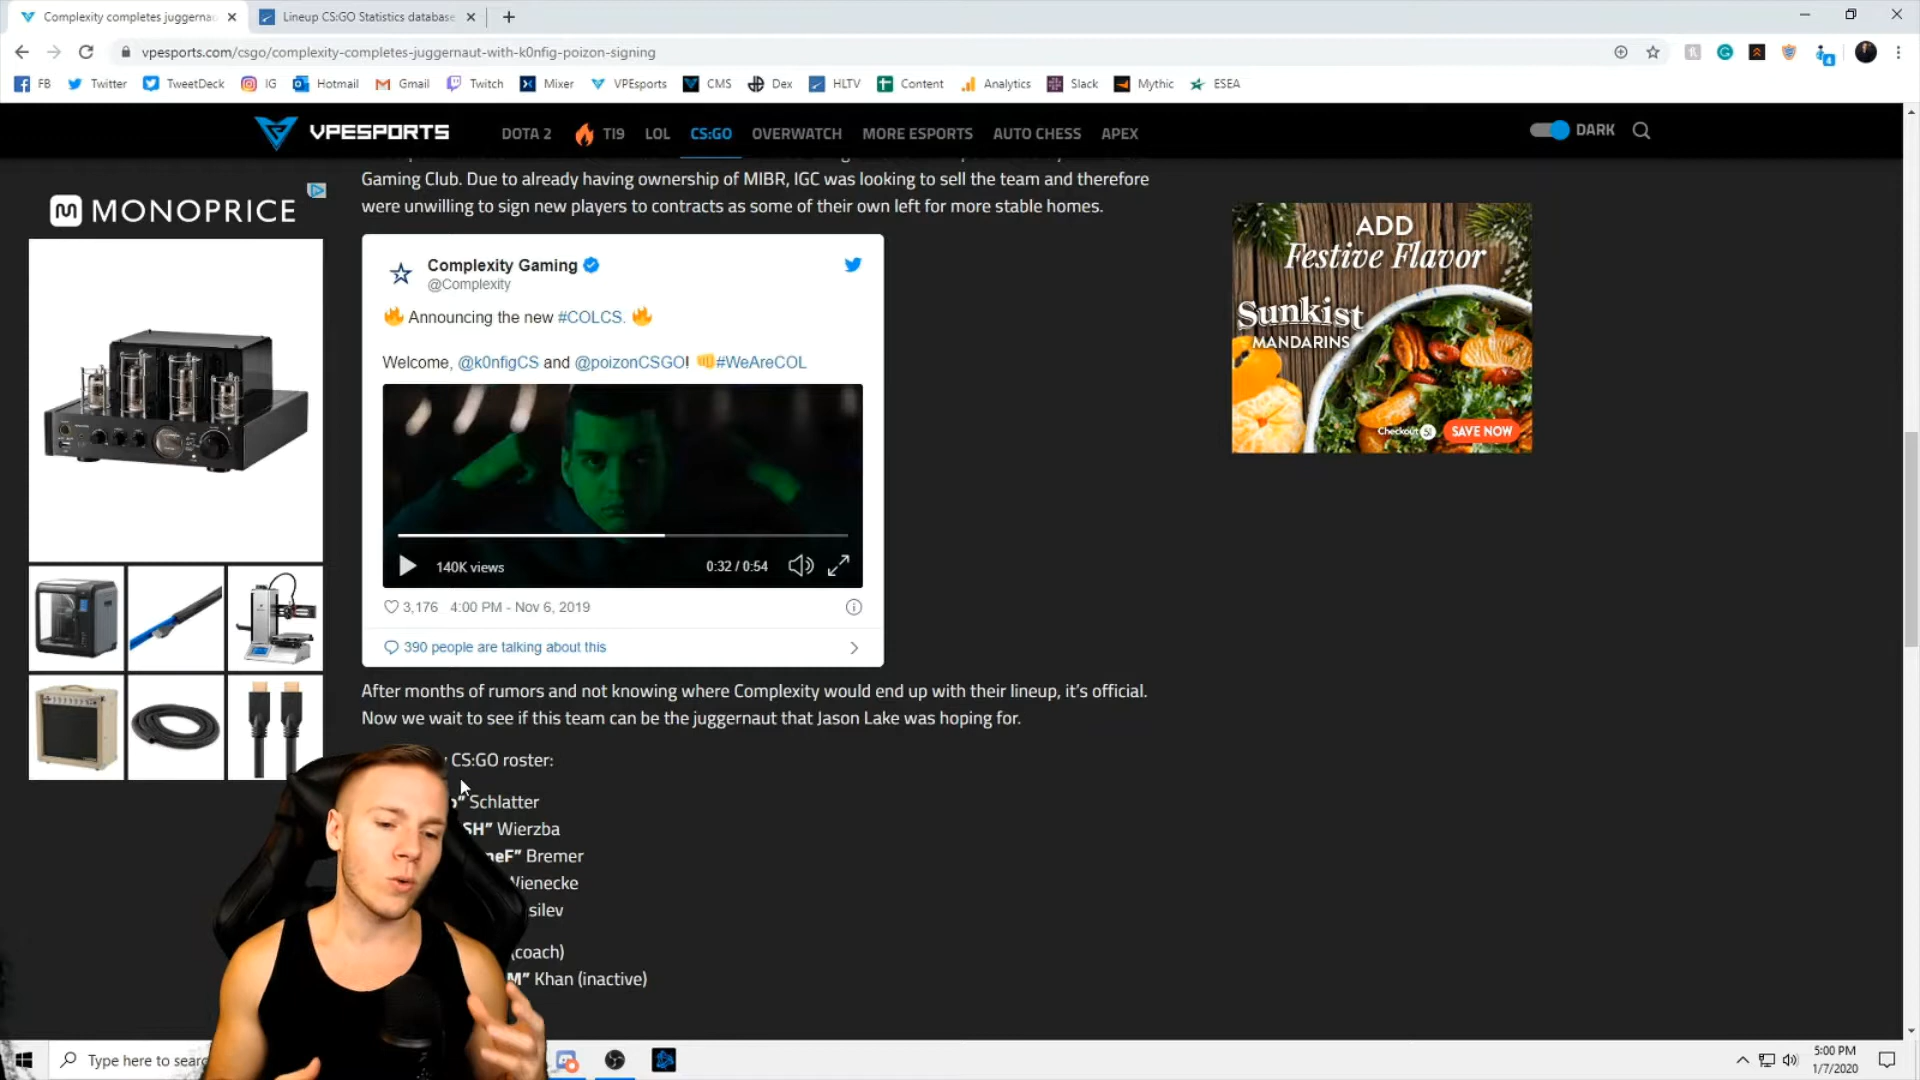 Complexity completes juggerna
Lineup CS:GO Statistics database
vpesports.com/csgo/complexity-completes-juggernaut-with-k0nfig-poizon-signing
FB
Twitter
TweetDeck
IG
Hotmail
Gmail
Twitch
Mixer
VPEsports
CMS
Dex
HLTV
Content
Analytics
Slack
Mythic
ESEA
VPESPORTS
DOTA 2
TI9
LOL
CS:GO
OVERWATCH
MORE ESPORTS
AUTO CHESS
APEX
DARK
Gaming Club. Due to already having ownership of MIBR, IGC was looking to sell the team and therefore
were unwilling to sign new players to contracts as some of their own left for more stable homes.
MONOPRICE
ADD
Festive Flavor
Sunkist
MANDARINS
Checkout 51
SAVE NOW
Complexity Gaming
@Complexity
🔥 Announcing the new #COLCS. 🔥
Welcome, @k0nfigCS and @poizonCSGO! 👊#WeAreCOL
140K views
0:32 / 0:54
3,176 4:00 PM - Nov 6, 2019
390 people are talking about this
After months of rumors and not knowing where Complexity would end up with their lineup, it's official.
Now we wait to see if this team can be the juggernaut that Jason Lake was hoping for.
CS:GO roster:
o" Schlatter
SH" Wierzba
neF" Bremer
Wienecke
silev
(coach)
M" Khan (inactive)
Type here to searc
5:00 PM
1/7/2020